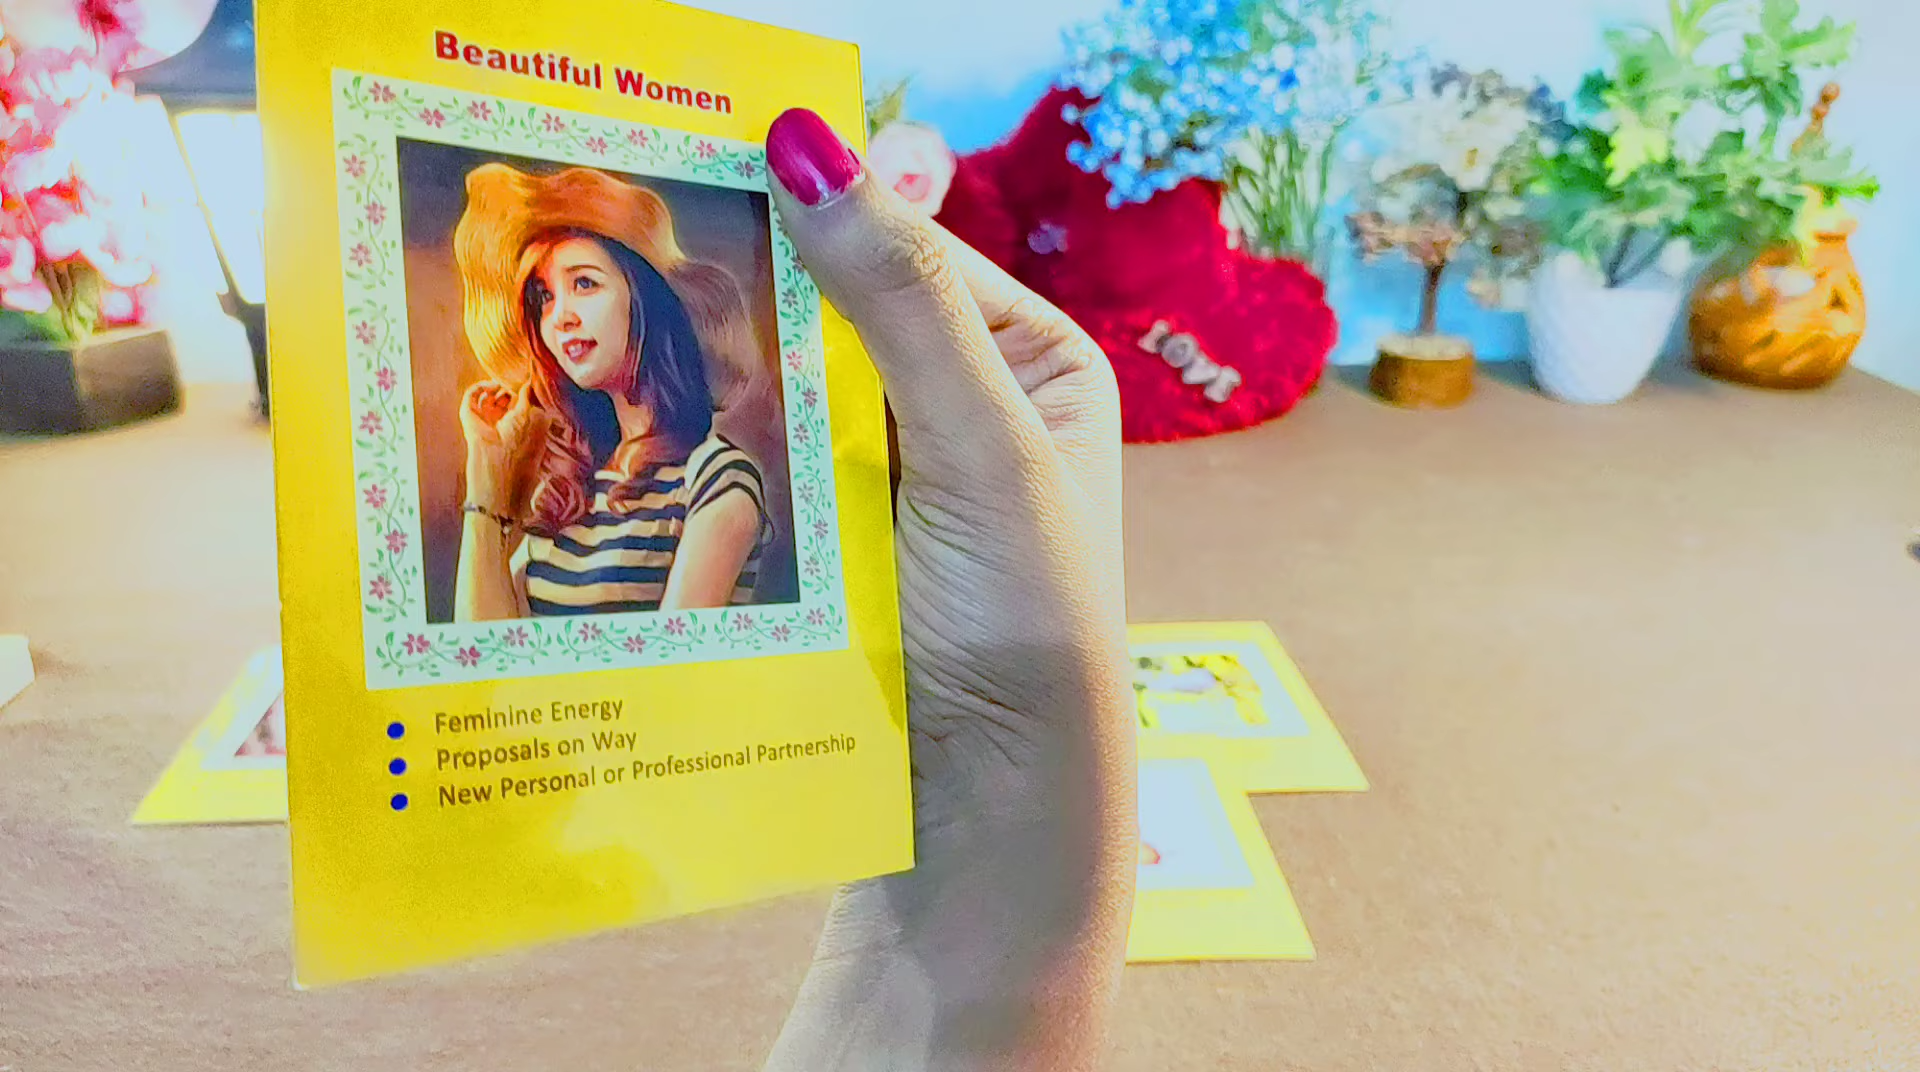 Beautiful Women
LOVE
Feminine Energy
Proposals on Way
New Personal or Professional Partnership